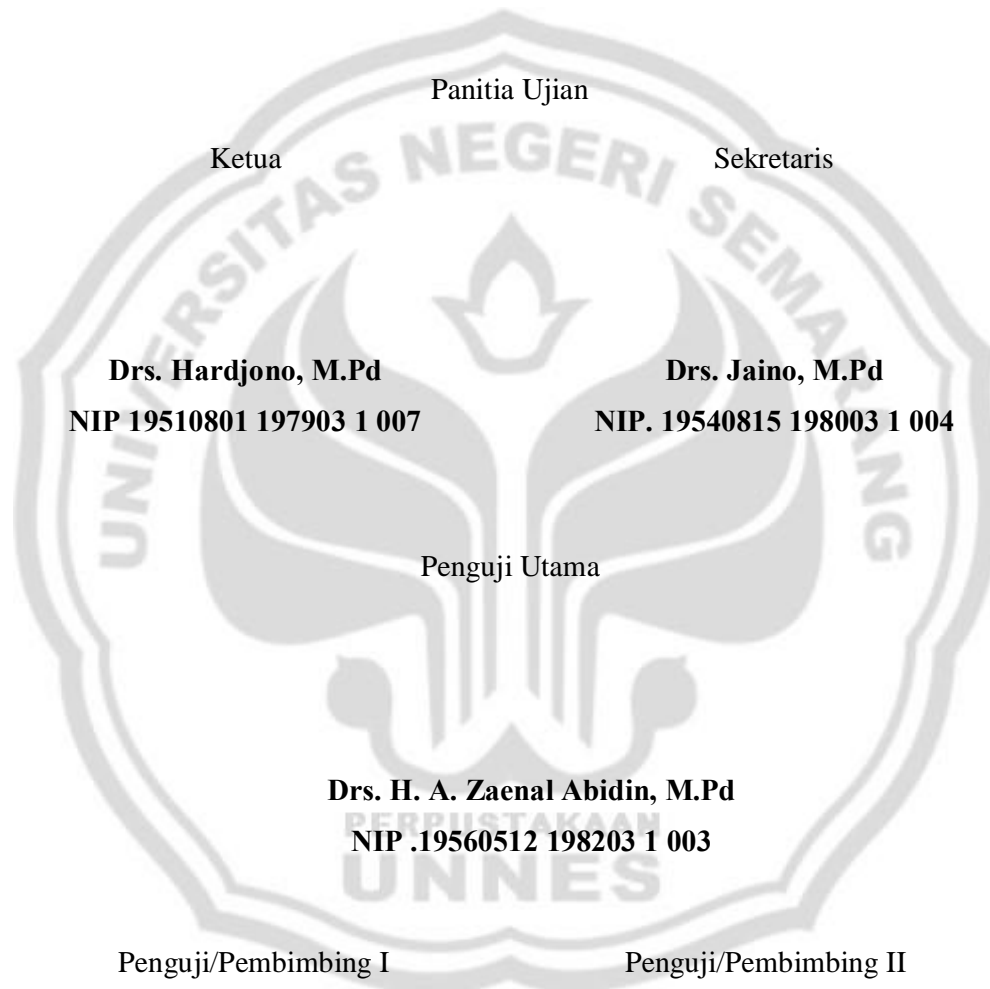 Panitia Ujian
Ketua Sekretaris
UNIVERSITAS NEGERI SEMARANG
Drs. Hardjono, M.Pd Drs. Jaino, M.Pd
NIP 19510801 197903 1 007 NIP. 19540815 198003 1 004
Penguji Utama
Drs. H. A. Zaenal Abidin, M.Pd
PERPUSTAKAAN
NIP .19560512 198203 1 003
UNNES
Penguji/Pembimbing I Penguji/Pembimbing II